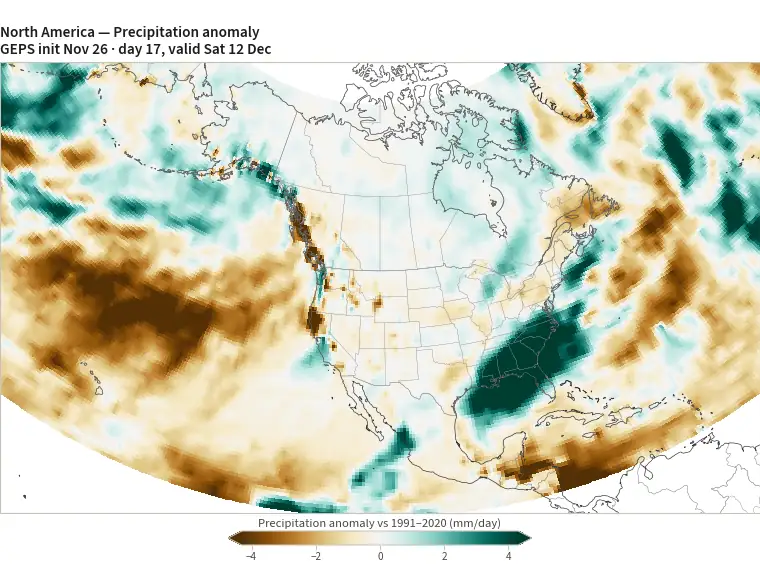 North America — Precipitation anomaly
GEPS init Nov 26 · day 17, valid Sat 12 Dec
Precipitation anomaly vs 1991–2020 (mm/day)
−4 −2 0 2 4